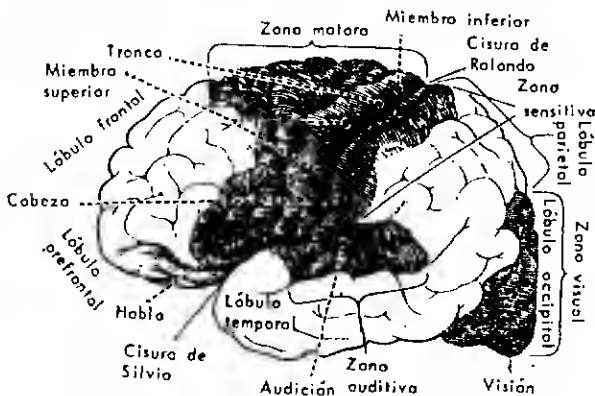 Zona motora
Miembro inferior
Tronco
Cisura de
Rolando
Miembro
superior
Zona
sensitiva
Lóbulo frontal
Lóbulo
parietal
Cabeza
Lóbulo
prefrontal
Lóbulo occipital
Zona visual
Habla
Lóbulo
temporal
Cisura de
Silvio
Audición
Zona
auditiva
Visión